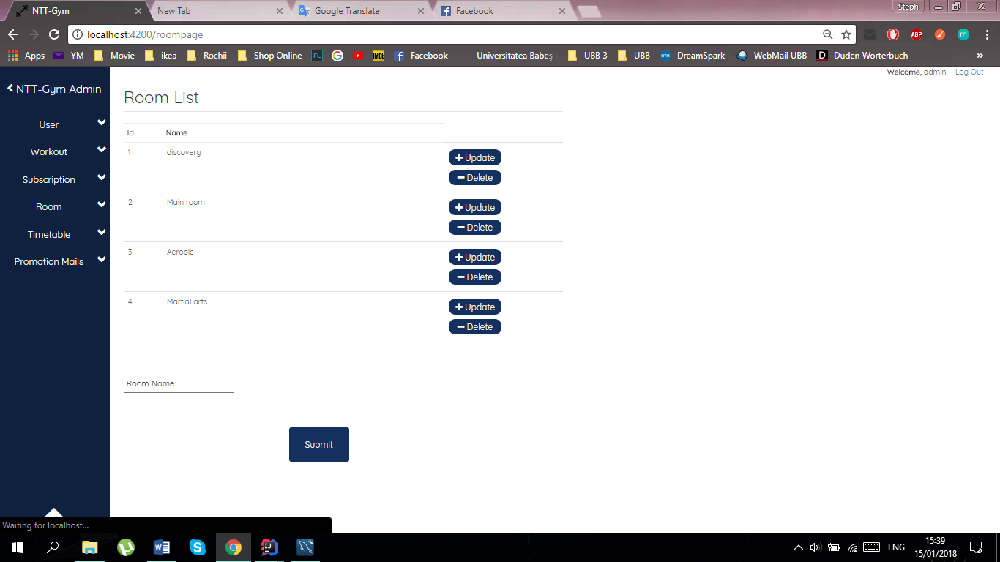 NTT-Gym
New Tab
Google Translate
Facebook
Steph
localhost:4200/roompage
ABP
m
Apps YM Movie ikea Rochii Shop Online FL G IMDb Facebook Universitatea Babeş- UBB 3 UBB OTH DreamSpark WebMail UBB D Duden Worterbuch »
Welcome, admin! Log Out
NTT-Gym Admin
User
Workout
Subscription
Room
Timetable
Promotion Mails
Room List
Id Name
1 discovery
Update
Delete
2 Main room
Update
Delete
3 Aerobic
Update
Delete
4 Martial arts
Update
Delete
Room Name
Submit
Waiting for localhost...
ENG
15:39
15/01/2018